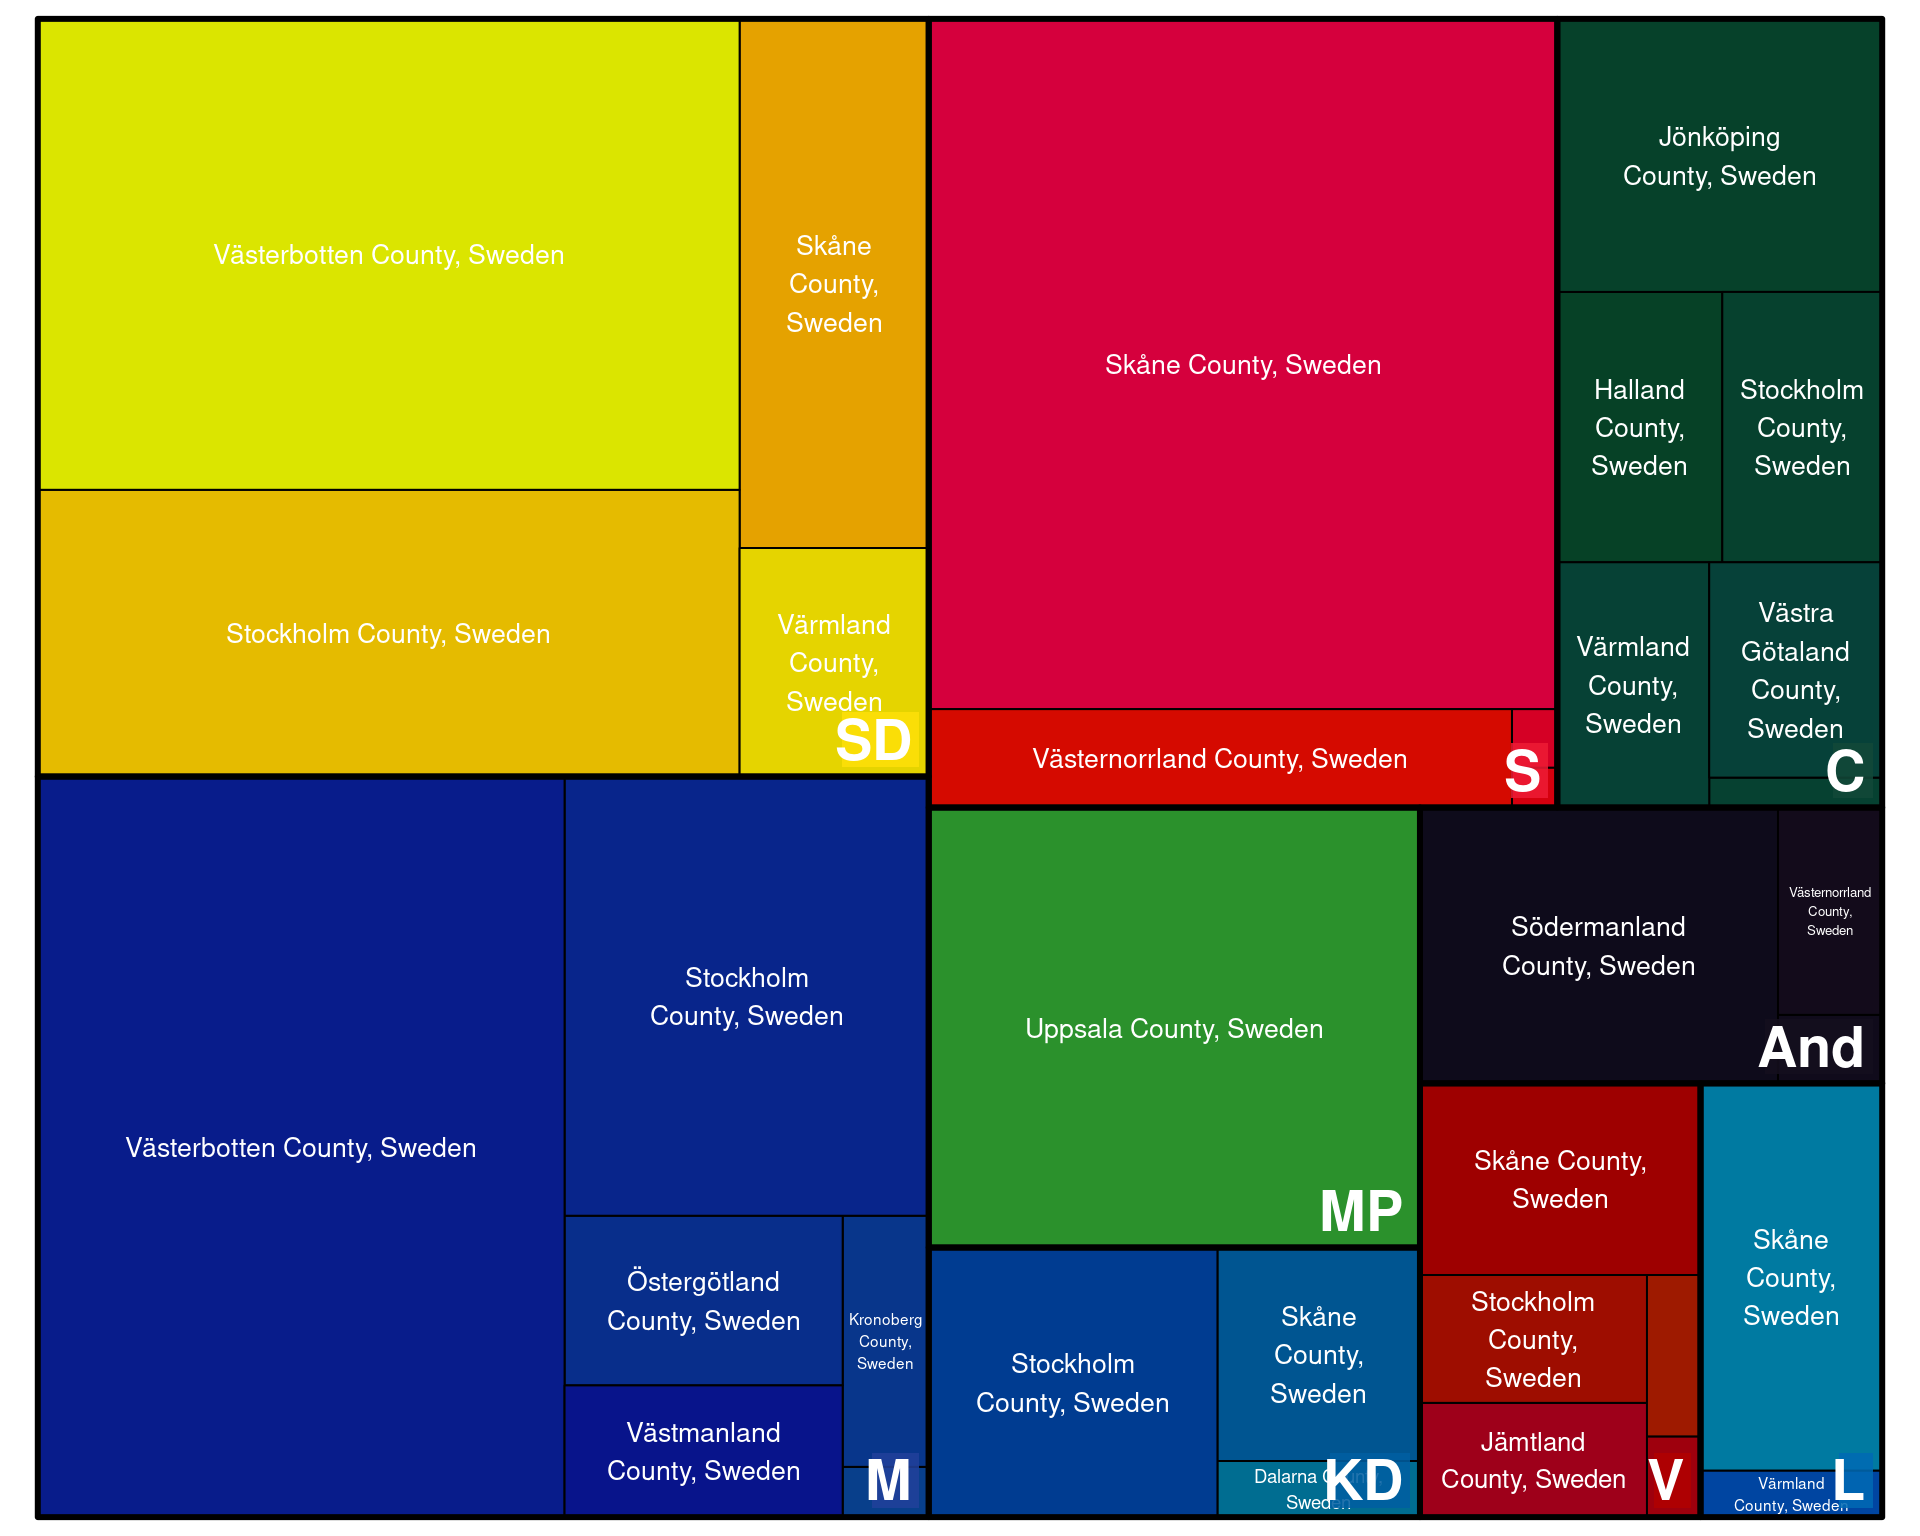 Västerbotten County, Sweden
Skåne
County,
Sweden
Stockholm County, Sweden
Värmland
County,
Sweden
SD
Skåne County, Sweden
Västernorrland County, Sweden
S
Jönköping
County, Sweden
Halland
County,
Sweden
Stockholm
County,
Sweden
Värmland
County,
Sweden
Västra
Götaland
County,
Sweden
C
Västerbotten County, Sweden
Stockholm
County, Sweden
Östergötland
County, Sweden
Kronoberg
County,
Sweden
Västmanland
County, Sweden
M
Uppsala County, Sweden
MP
Södermanland
County, Sweden
Västernorrland
County,
Sweden
And
Stockholm
County, Sweden
Skåne
County,
Sweden
Dalarna County,
Sweden
KD
Skåne County,
Sweden
Stockholm
County,
Sweden
Jämtland
County, Sweden
V
Skåne
County,
Sweden
Värmland
County, Sweden
L